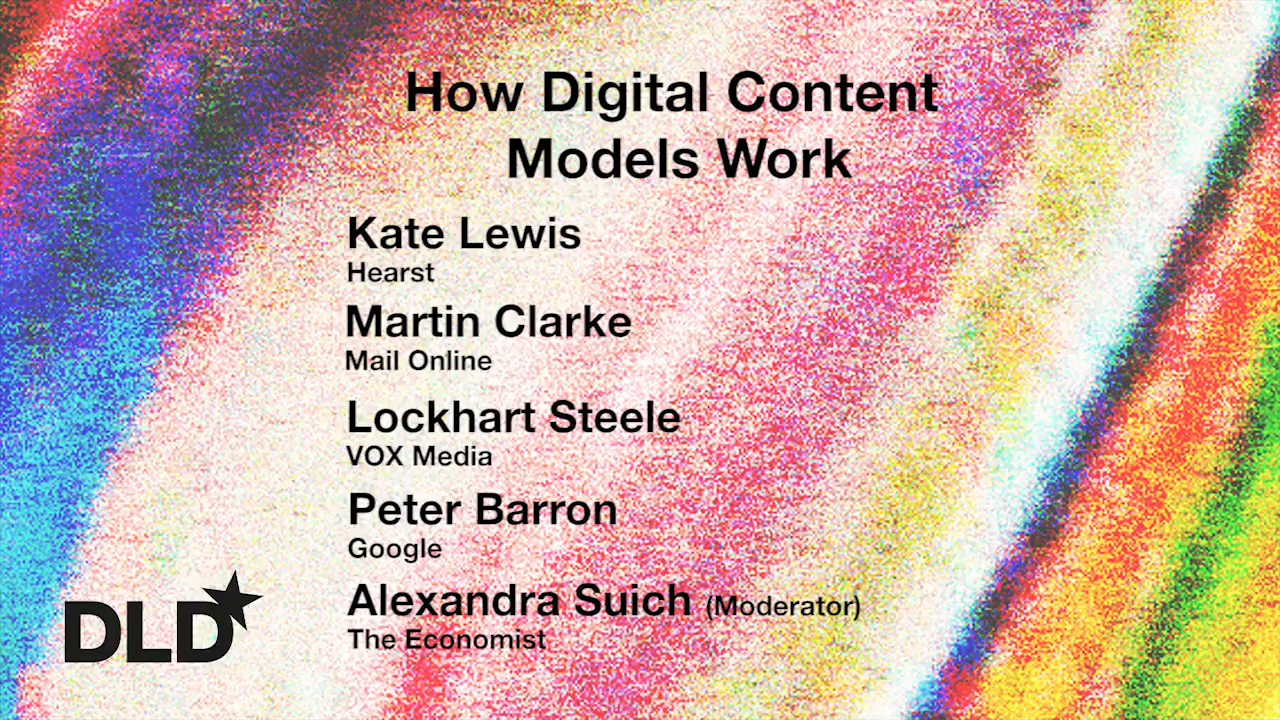 How Digital Content
Models Work
Kate Lewis
Hearst
Martin Clarke
Mail Online
Lockhart Steele
VOX Media
Peter Barron
Google
Alexandra Suich (Moderator)
The Economist
DLD